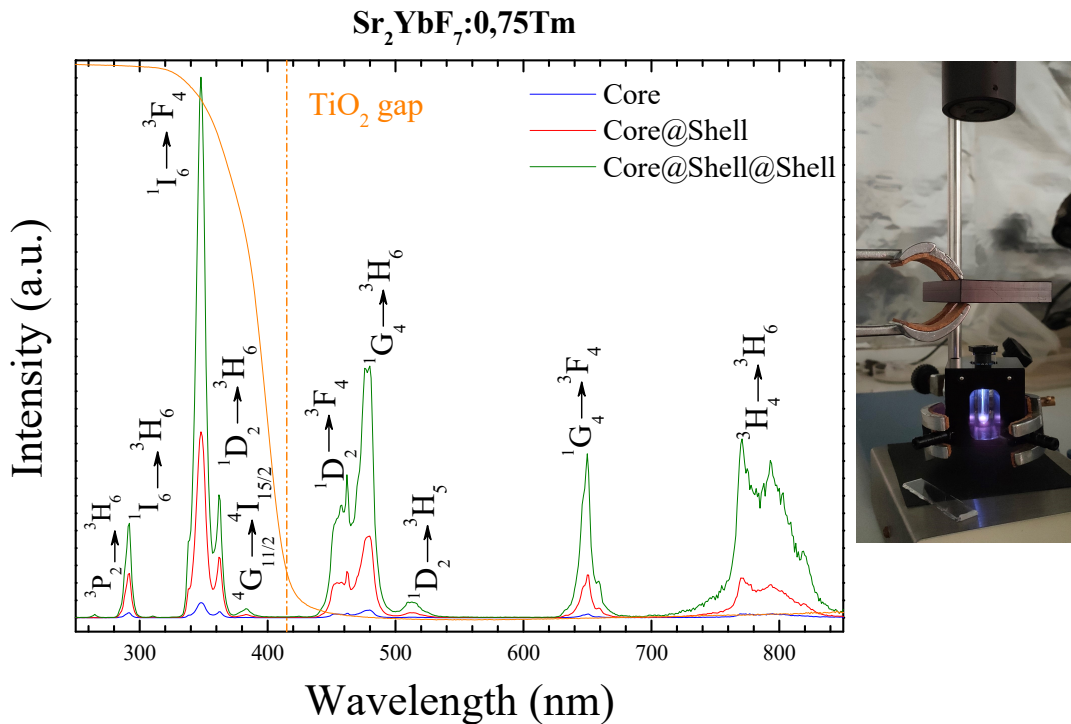 Sr₂YbF₇:0,75Tm
TiO₂ gap
Core
Core@Shell
Core@Shell@Shell
³P₂→³H₆
¹I₆→³H₆
¹I₆→³F₄
¹D₂→³H₆
⁴G₁₁/₂→⁴I₁₅/₂
¹D₂→³F₄
¹G₄→³H₆
¹D₂→³H₅
¹G₄→³F₄
³H₄→³H₆
Intensity (a.u.)
300 400 500 600 700 800
Wavelength (nm)